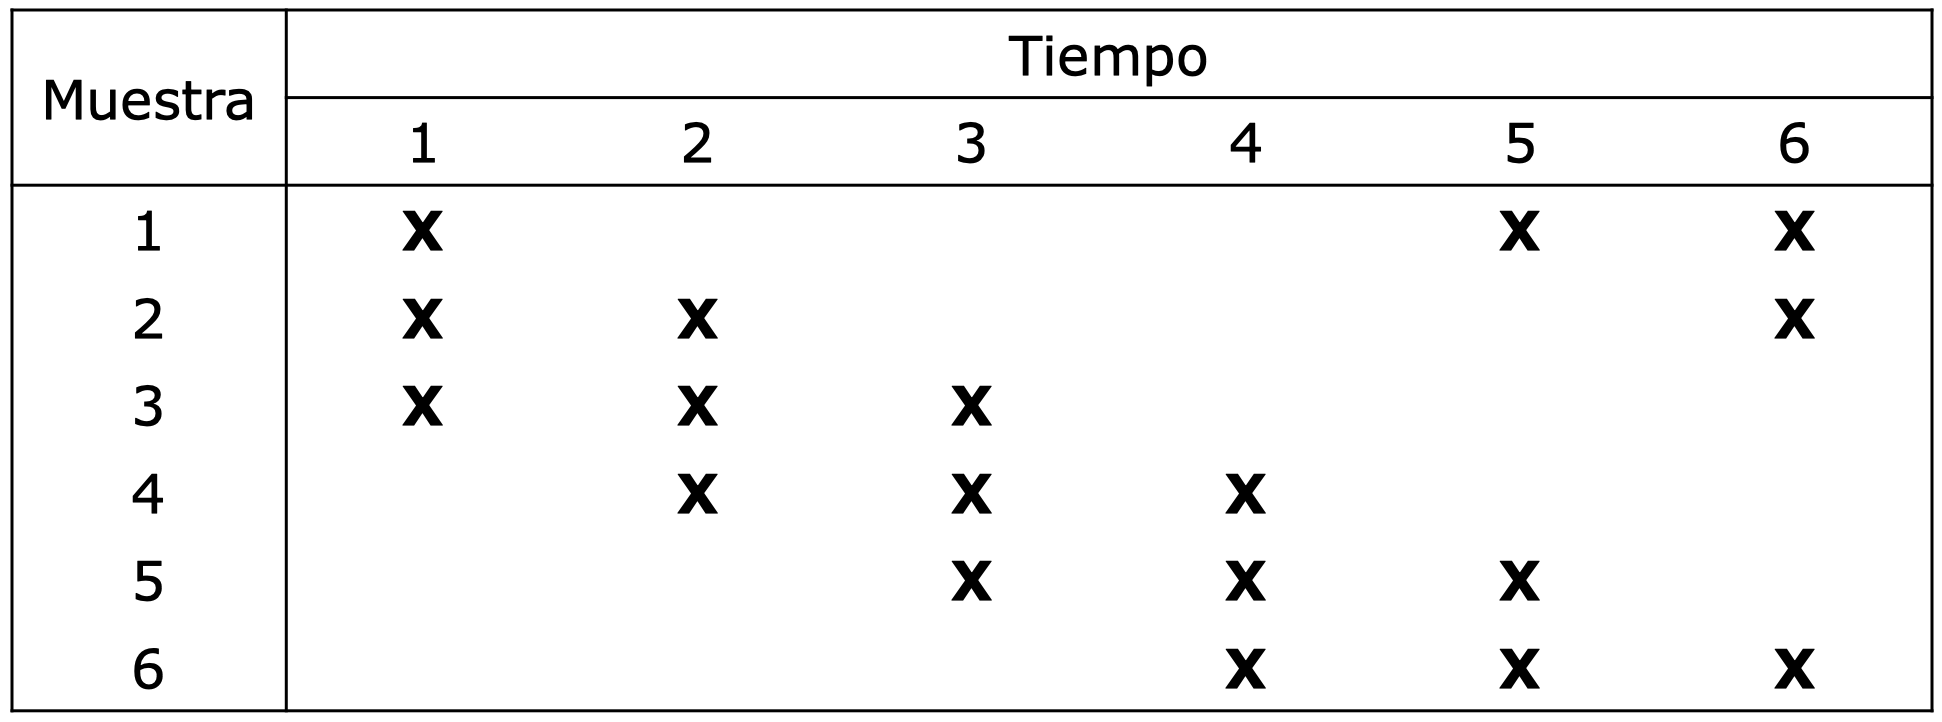 Muestra Tiempo
1 2 3 4 5 6
1 x x x
2 x x x
3 x x x
4 x x x
5 x x x
6 x x x